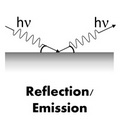 hν hν
Reflection/
Emission